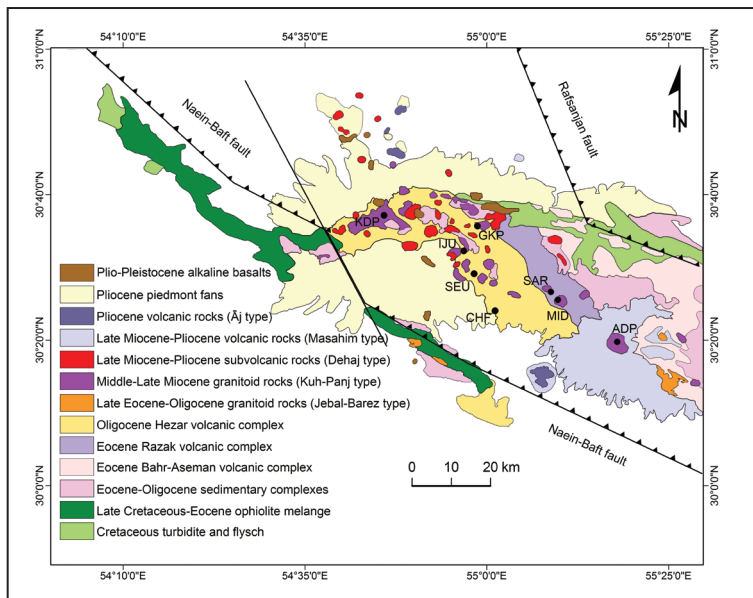 54°10'0"E 54°35'0"E 55°0'0"E 55°25'0"E
31°0'0"N
31°0'0"N
Naein-Baft fault
Rafsanjan fault
N
30°40'0"N
30°40'0"N
KDP
GKP
IJU
SEU
SAR
CHF
MID
ADP
30°20'0"N
30°20'0"N
Plio-Pleistocene alkaline basalts
Pliocene piedmont fans
Pliocene volcanic rocks (Āj type)
Late Miocene-Pliocene volcanic rocks (Masahim type)
Late Miocene-Pliocene subvolcanic rocks (Dehaj type)
Middle-Late Miocene granitoid rocks (Kuh-Panj type)
Late Eocene-Oligocene granitoid rocks (Jebal-Barez type)
Oligocene Hezar volcanic complex
Eocene Razak volcanic complex
Eocene Bahr-Aseman volcanic complex
Eocene-Oligocene sedimentary complexes
Late Cretaceous-Eocene ophiolite melange
Cretaceous turbidite and flysch
Naein-Baft fault
0 10 20 km
30°0'0"N
30°0'0"N
54°10'0"E 54°35'0"E 55°0'0"E 55°25'0"E